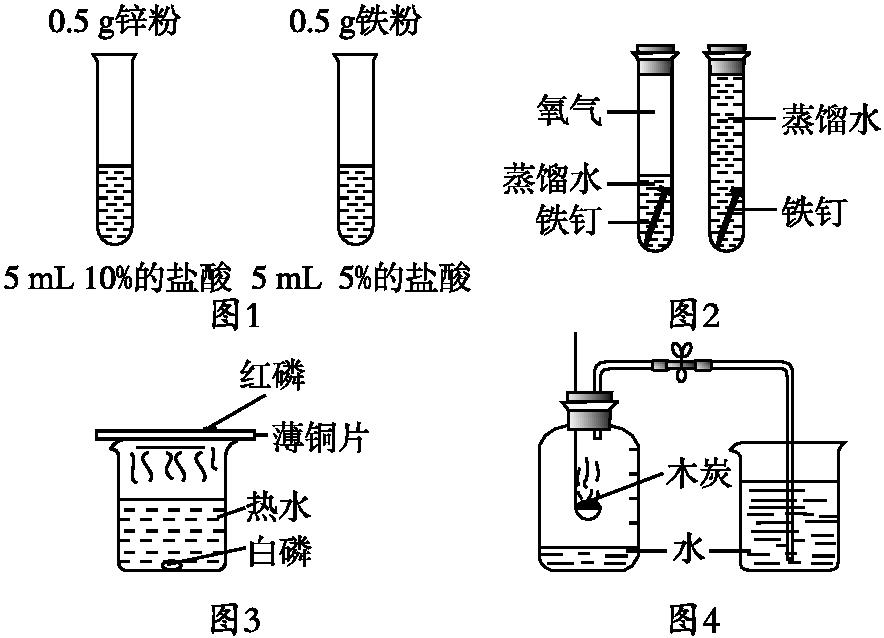 0.5 g锌粉 0.5 g铁粉
5 mL 10%的盐酸 5 mL 5%的盐酸
图1
氧气
蒸馏水
铁钉
蒸馏水
铁钉
图2
红磷
薄铜片
热水
白磷
图3
木炭
水
图4